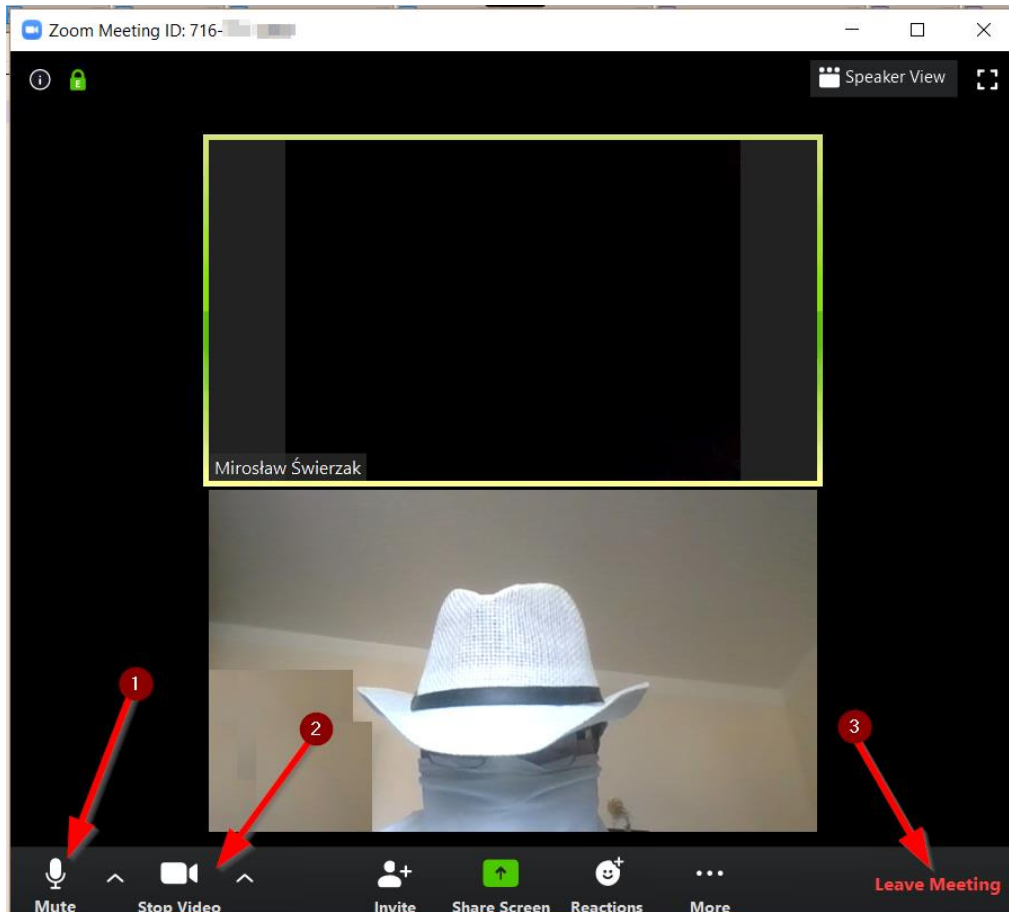 Zoom Meeting ID: 716-
E
Speaker View
Mirosław Świerzak
1
2
3
Mute
Stop Video
Invite
Share Screen
Reactions
More
Leave Meeting